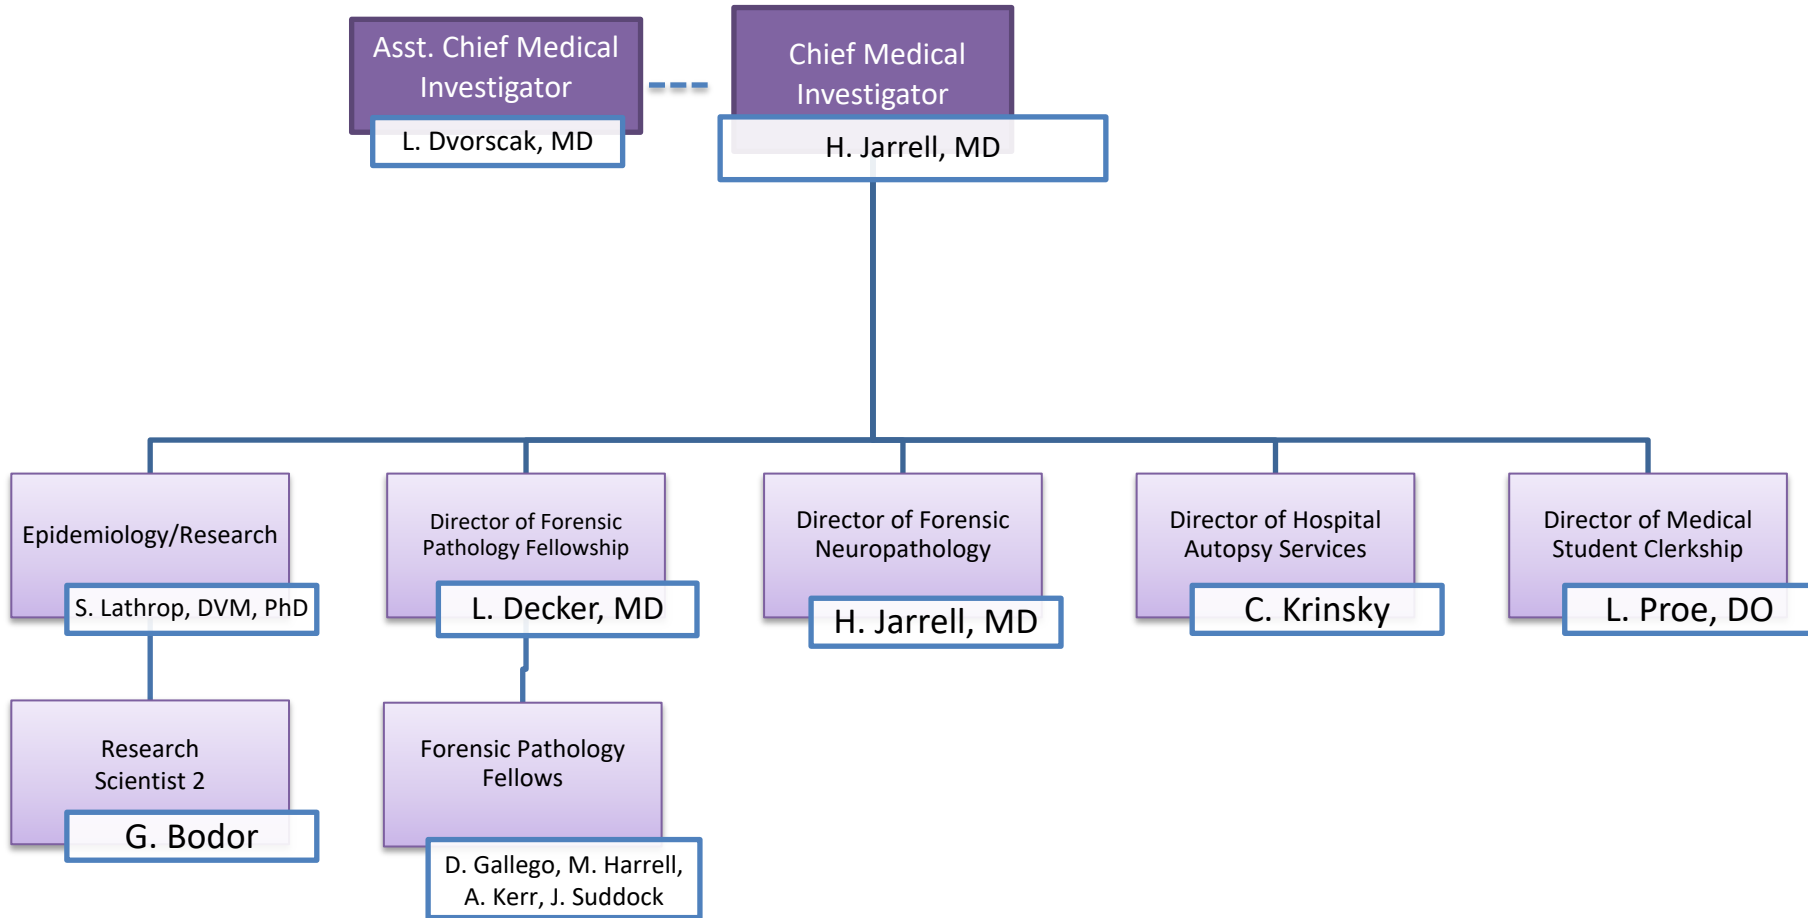 Asst. Chief Medical
Investigator
L. Dvorscak, MD
Chief Medical
Investigator
H. Jarrell, MD
Epidemiology/Research
S. Lathrop, DVM, PhD
Director of Forensic
Pathology Fellowship
L. Decker, MD
Director of Forensic
Neuropathology
H. Jarrell, MD
Director of Hospital
Autopsy Services
C. Krinsky
Director of Medical
Student Clerkship
L. Proe, DO
Research
Scientist 2
G. Bodor
Forensic Pathology
Fellows
D. Gallego, M. Harrell,
A. Kerr, J. Suddock